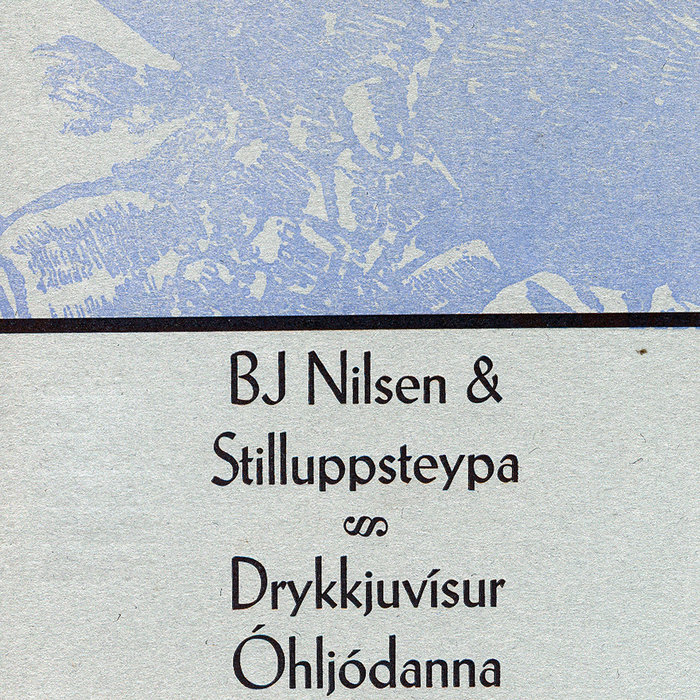 BJ Nilsen &
Stilluppsteypa
Drykkjuvísur
Óhljódanna